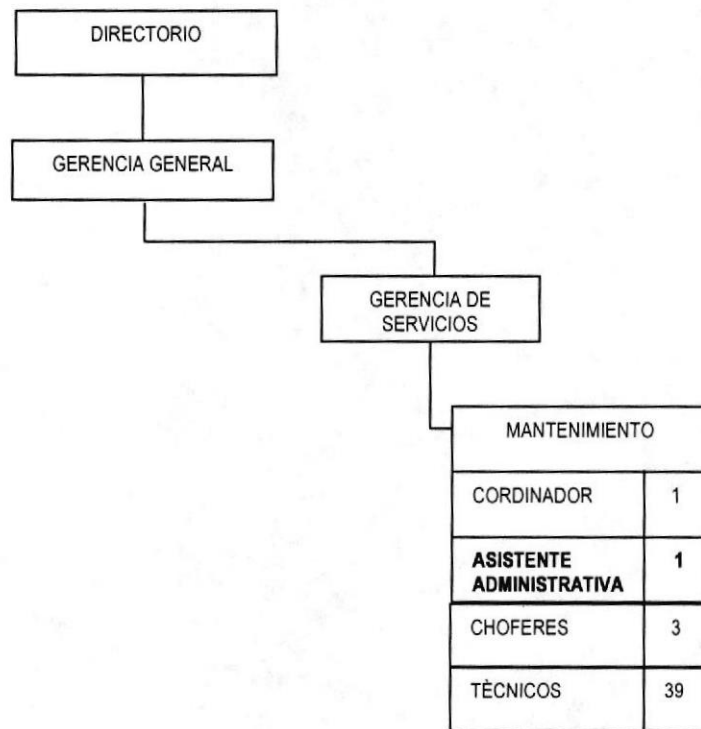 DIRECTORIO
GERENCIA GENERAL
GERENCIA DE
SERVICIOS
MANTENIMIENTO
CORDINADOR 1
ASISTENTE
ADMINISTRATIVA 1
CHOFERES 3
TÈCNICOS 39